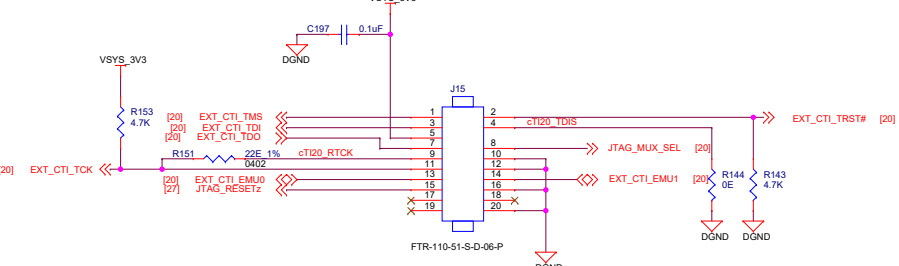 C197 0.1uF
DGND
VSYS_3V3
J15
R153
4.7K
[20] EXT_CTI_TMS 1 2 EXT_CTI_TRST# [20]
[20] EXT_CTI_TDI 3 4 cTI20_TDIS
[20] EXT_CTI_TDO 5
7 8 JTAG_MUX_SEL [20]
R151 22E_1% cTI20_RTCK 9 10
0402
[20] EXT_CTI_TCK 11 12
[20] EXT_CTI_EMU0 13 14 EXT_CTI_EMU1 [20]
[27] JTAG_RESETz 15 16
17 18
19 20
R144
0E
R143
4.7K
FTR-110-51-S-D-06-P
DGND DGND
DGND